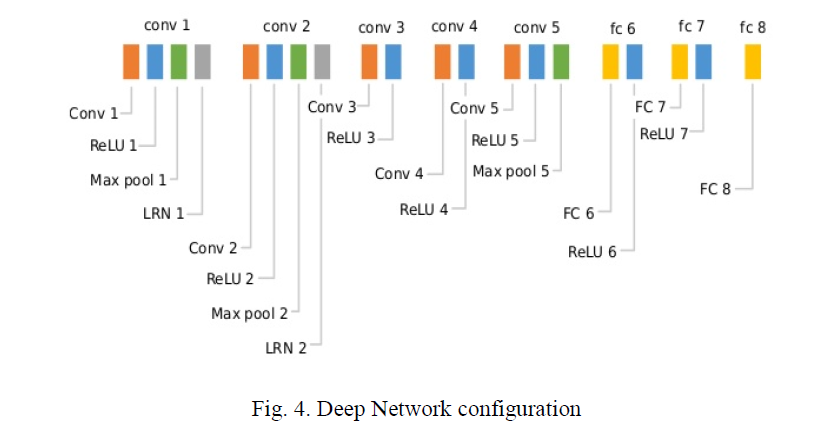 conv 1 conv 2 conv 3 conv 4 conv 5 fc 6 fc 7 fc 8
Conv 1
ReLU 1
Max pool 1
LRN 1
Conv 2
ReLU 2
Max pool 2
LRN 2
Conv 3
ReLU 3
Conv 4
ReLU 4
Conv 5
ReLU 5
Max pool 5
FC 6
ReLU 6
FC 7
ReLU 7
FC 8
Fig. 4. Deep Network configuration